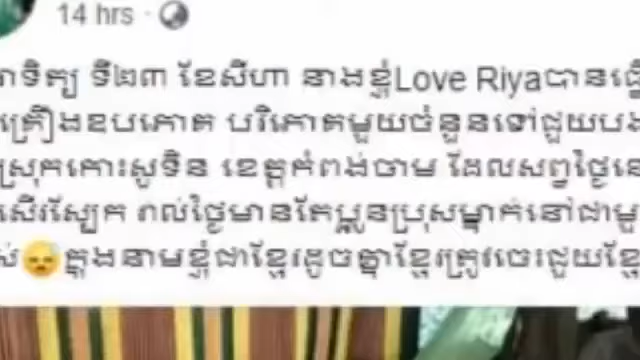 14 hrs ·
ាទិត្យ ទី២៣ ខែសីហា នាងខ្ញុំLove Riyaបានធ្វើ
គ្រឿងឧបភោគ បរិភោគមួយចំនួនទៅជួយបង
ស្រុកកោះសូទិន ខេត្តកំពង់ចាម ដែលសព្វថ្ងៃនេ
សើរស្បែក រាល់ថ្ងៃមានតែប្អូនប្រុសម្នាក់នៅជាមួ
ស់😓ក្នុងនាមខ្ញុំជាខ្មែរដូចគ្នាខ្មែរត្រូវចេះជួយខ្មែ